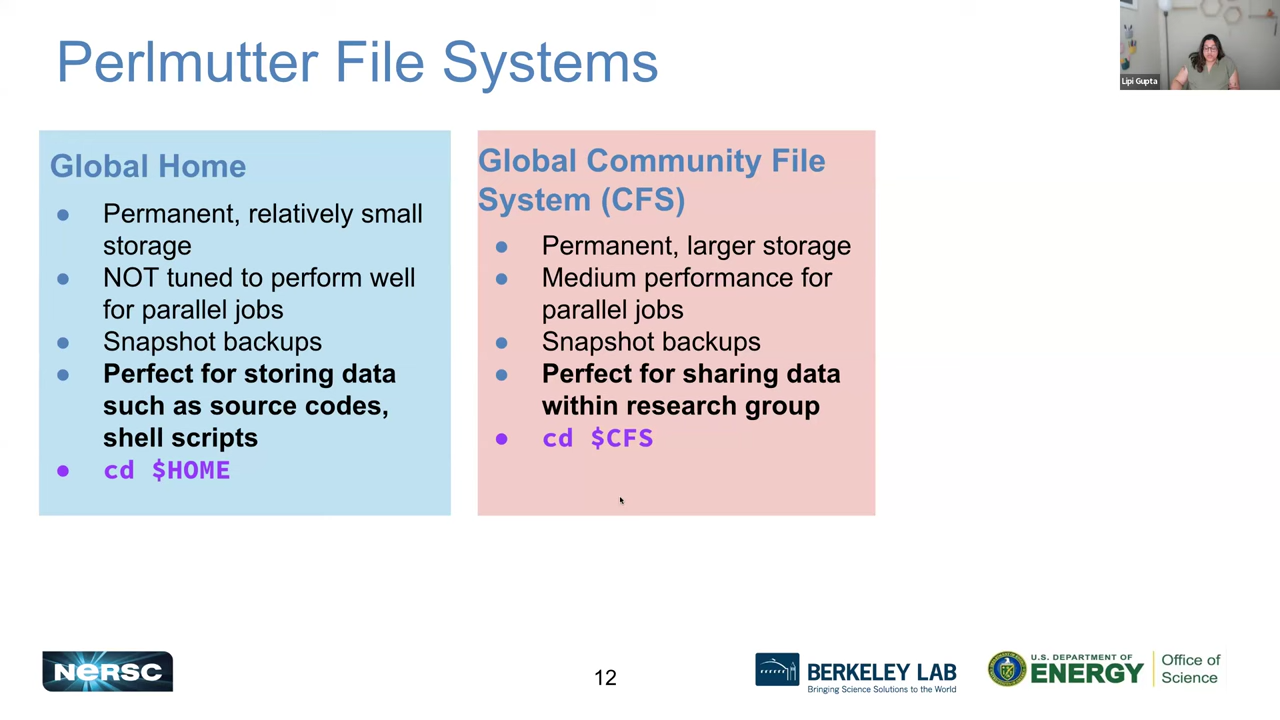 Perlmutter File Systems
Lipi Gupta
Global Home
● Permanent, relatively small
storage
● NOT tuned to perform well
for parallel jobs
● Snapshot backups
● Perfect for storing data
such as source codes,
shell scripts
● cd $HOME
Global Community File
System (CFS)
● Permanent, larger storage
● Medium performance for
parallel jobs
● Snapshot backups
● Perfect for sharing data
within research group
● cd $CFS
NERSC
12
BERKELEY LAB
Bringing Science Solutions to the World
U.S. DEPARTMENT OF
ENERGY
Office of
Science